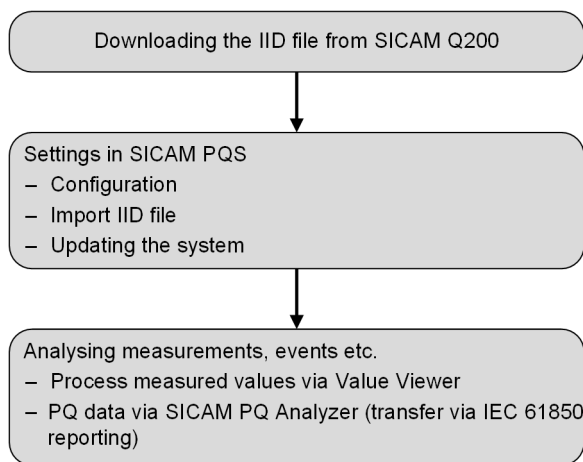 Downloading the IID file from SICAM Q200
Settings in SICAM PQS
– Configuration
– Import IID file
– Updating the system
Analysing measurements, events etc.
– Process measured values via Value Viewer
– PQ data via SICAM PQ Analyzer (transfer via IEC 61850
reporting)